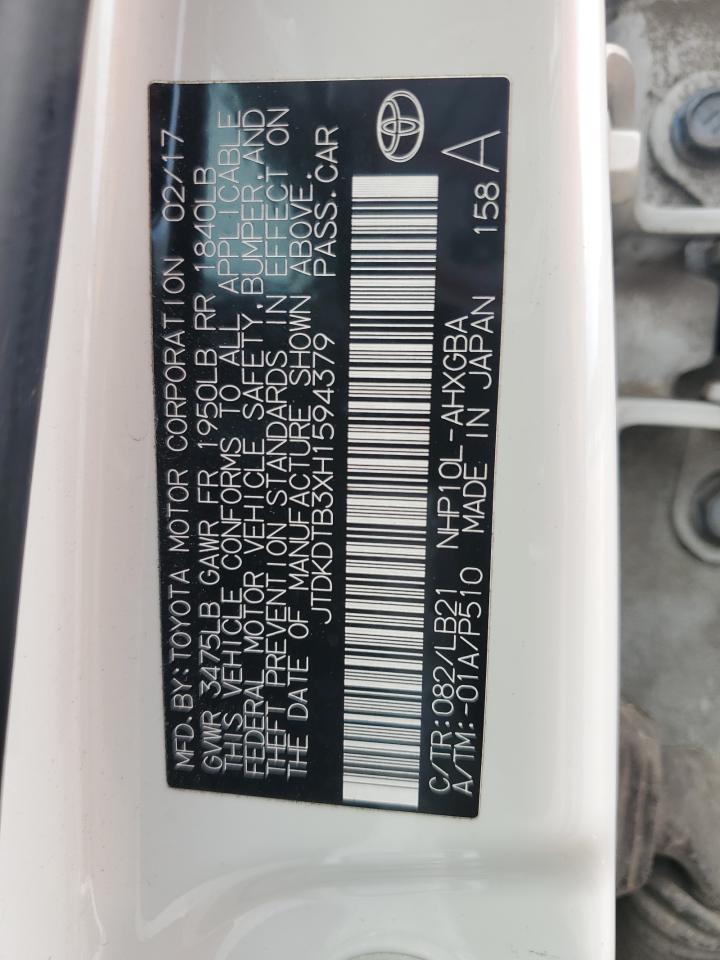 MFD. BY: TOYOTA MOTOR CORPORATION 02/17
GVWR 3475LB GAWR FR 1950LB RR 1840LB
THIS VEHICLE CONFORMS TO ALL APPLICABLE
FEDERAL MOTOR VEHICLE SAFETY, BUMPER, AND
THEFT PREVENTION STANDARDS IN EFFECT ON
THE DATE OF MANUFACTURE SHOWN ABOVE.
JTDKDTB3XH1594379 PASS. CAR
C/TR:082/LB21 NHP10L-AHXGBA 158 A
A/TM:-01A/P510 MADE IN JAPAN